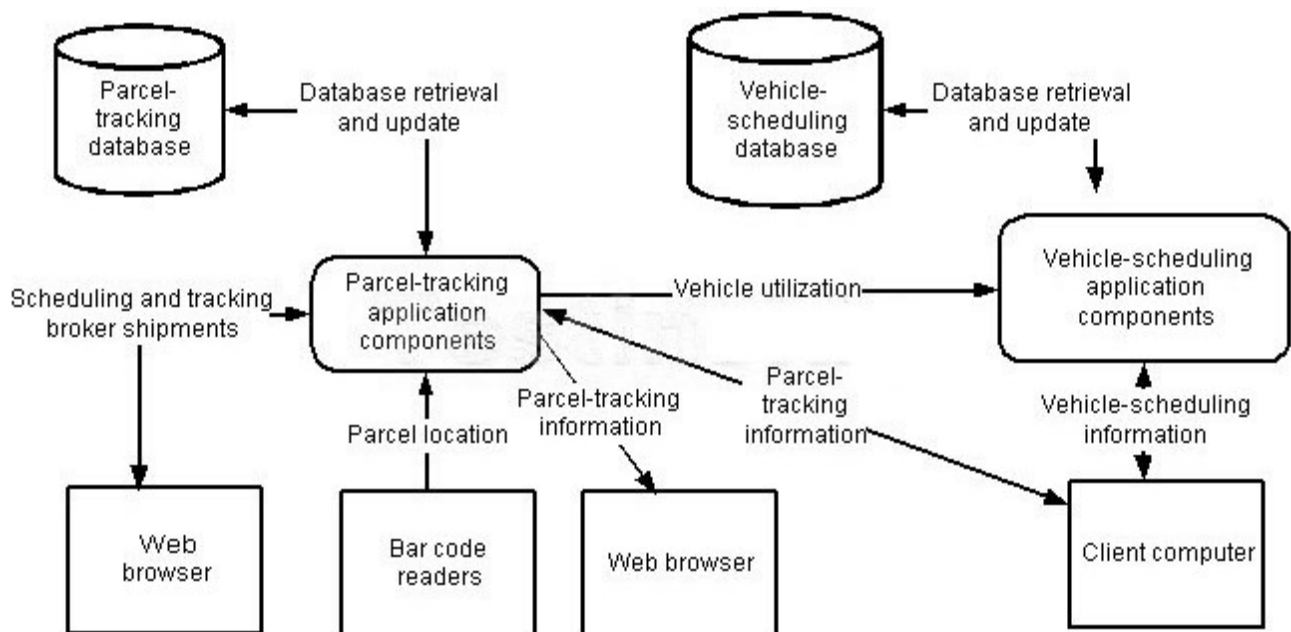 Parcel-
tracking
database
Database retrieval
and update
Vehicle-
scheduling
database
Database retrieval
and update
Scheduling and tracking
broker shipments
Parcel-tracking
application
components
Vehicle utilization
Vehicle-scheduling
application
components
Parcel location
Parcel-tracking
information
Parcel-
tracking
information
Vehicle-scheduling
information
Web
browser
Bar code
readers
Web browser
Client computer